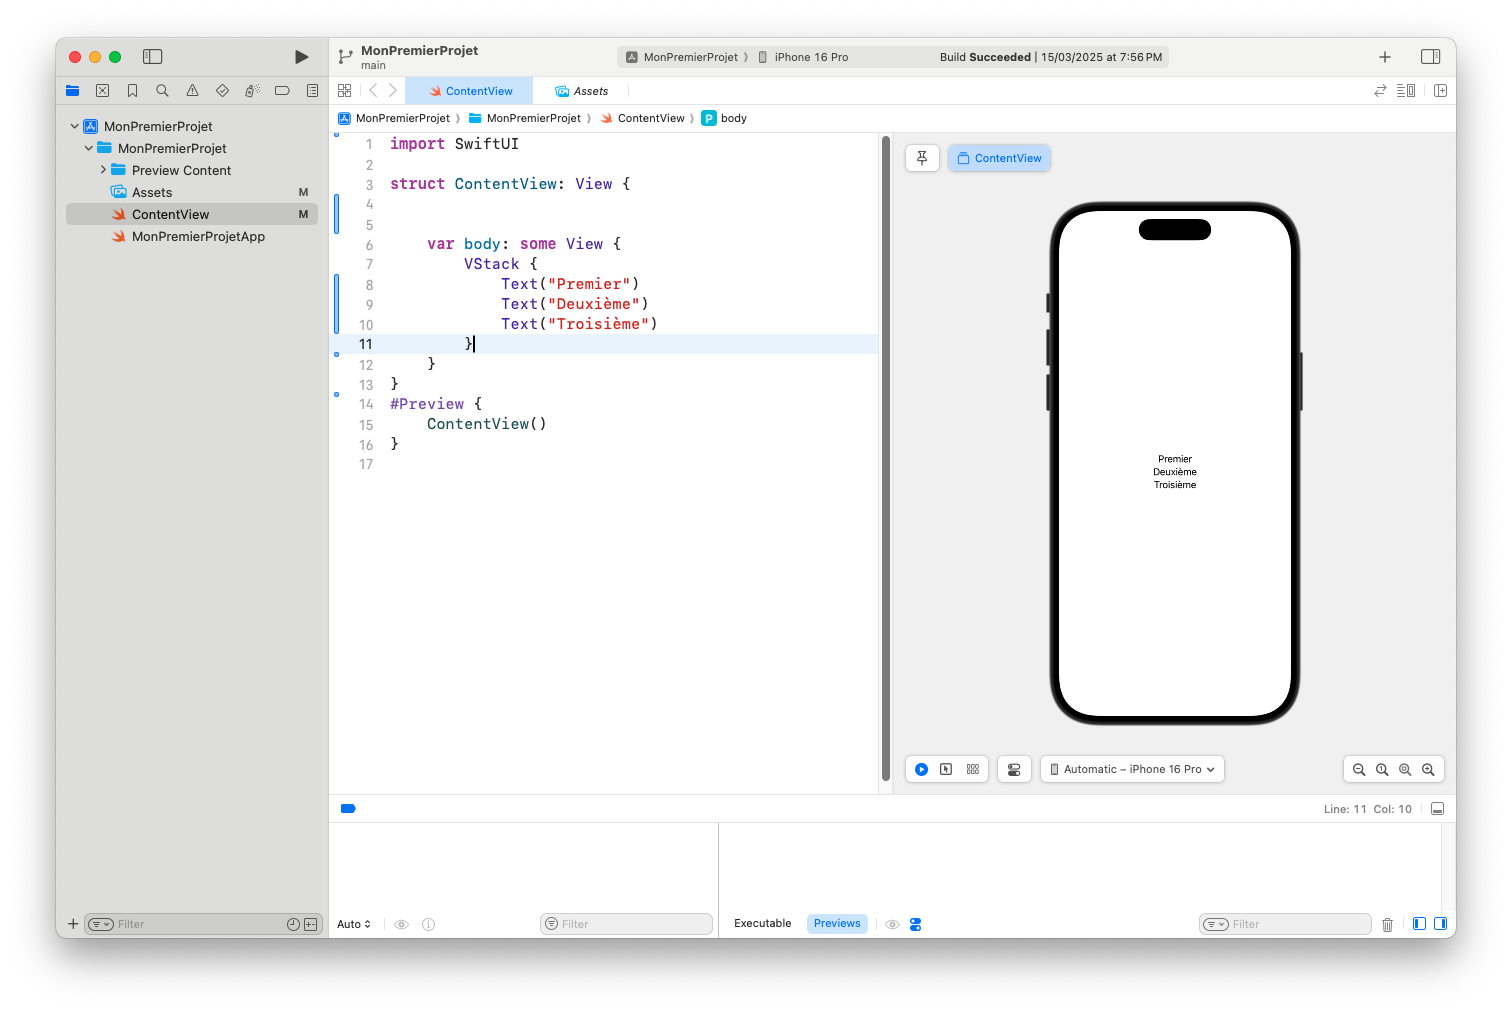 MonPremierProjet
main
MonPremierProjet 〉 iPhone 16 Pro
Build Succeeded | 15/03/2025 at 7:56 PM
ContentView
Assets
MonPremierProjet 〉 MonPremierProjet 〉 ContentView 〉 P body
MonPremierProjet
MonPremierProjet
Preview Content
Assets M
ContentView M
MonPremierProjetApp
Filter
1 import SwiftUI
2
3 struct ContentView: View {
4
5
6 var body: some View {
7 VStack {
8 Text("Premier")
9 Text("Deuxième")
10 Text("Troisième")
11 }
12 }
13 }
14 #Preview {
15 ContentView()
16 }
17
ContentView
Premier
Deuxième
Troisième
Automatic – iPhone 16 Pro
Line: 11 Col: 10
Auto
Filter
Executable
Previews
Filter